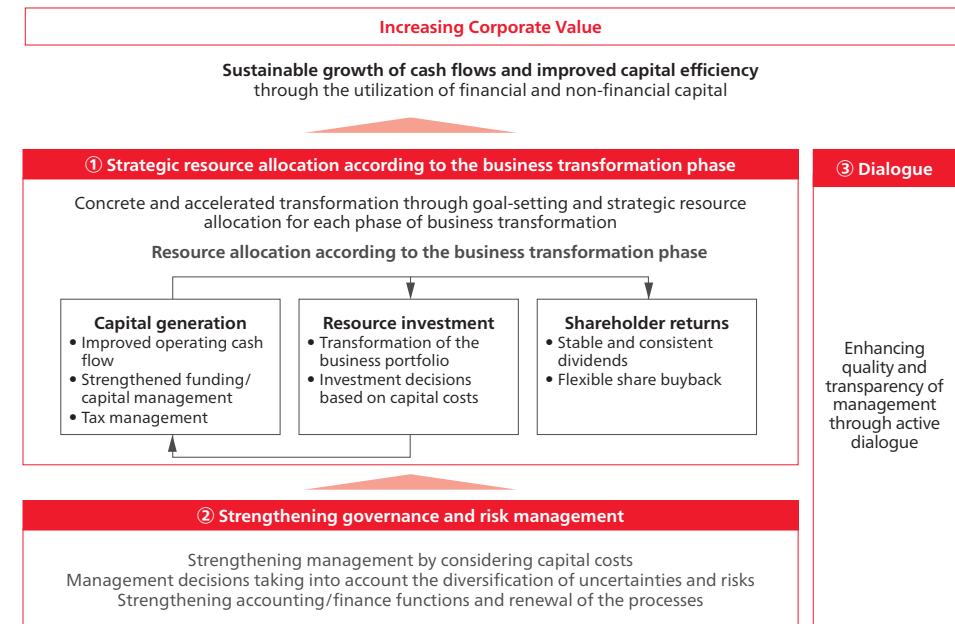 Increasing Corporate Value
Sustainable growth of cash flows and improved capital efficiency
through the utilization of financial and non-financial capital
① Strategic resource allocation according to the business transformation phase
Concrete and accelerated transformation through goal-setting and strategic resource
allocation for each phase of business transformation
Resource allocation according to the business transformation phase
Capital generation
• Improved operating cash
flow
• Strengthened funding/
capital management
• Tax management
Resource investment
• Transformation of the
business portfolio
• Investment decisions
based on capital costs
Shareholder returns
• Stable and consistent
dividends
• Flexible share buyback
② Strengthening governance and risk management
Strengthening management by considering capital costs
Management decisions taking into account the diversification of uncertainties and risks
Strengthening accounting/finance functions and renewal of the processes
③ Dialogue
Enhancing
quality and
transparency of
management
through active
dialogue